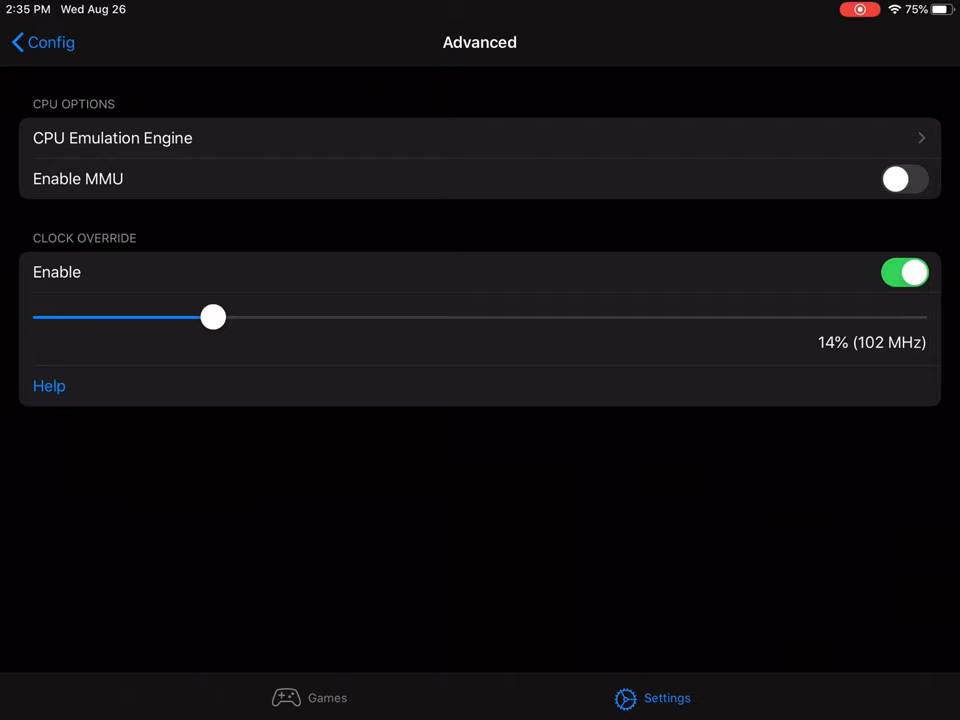 2:35 PM Wed Aug 26 75%
Config Advanced
CPU OPTIONS
CPU Emulation Engine
Enable MMU
CLOCK OVERRIDE
Enable
14% (102 MHz)
Help
Games Settings